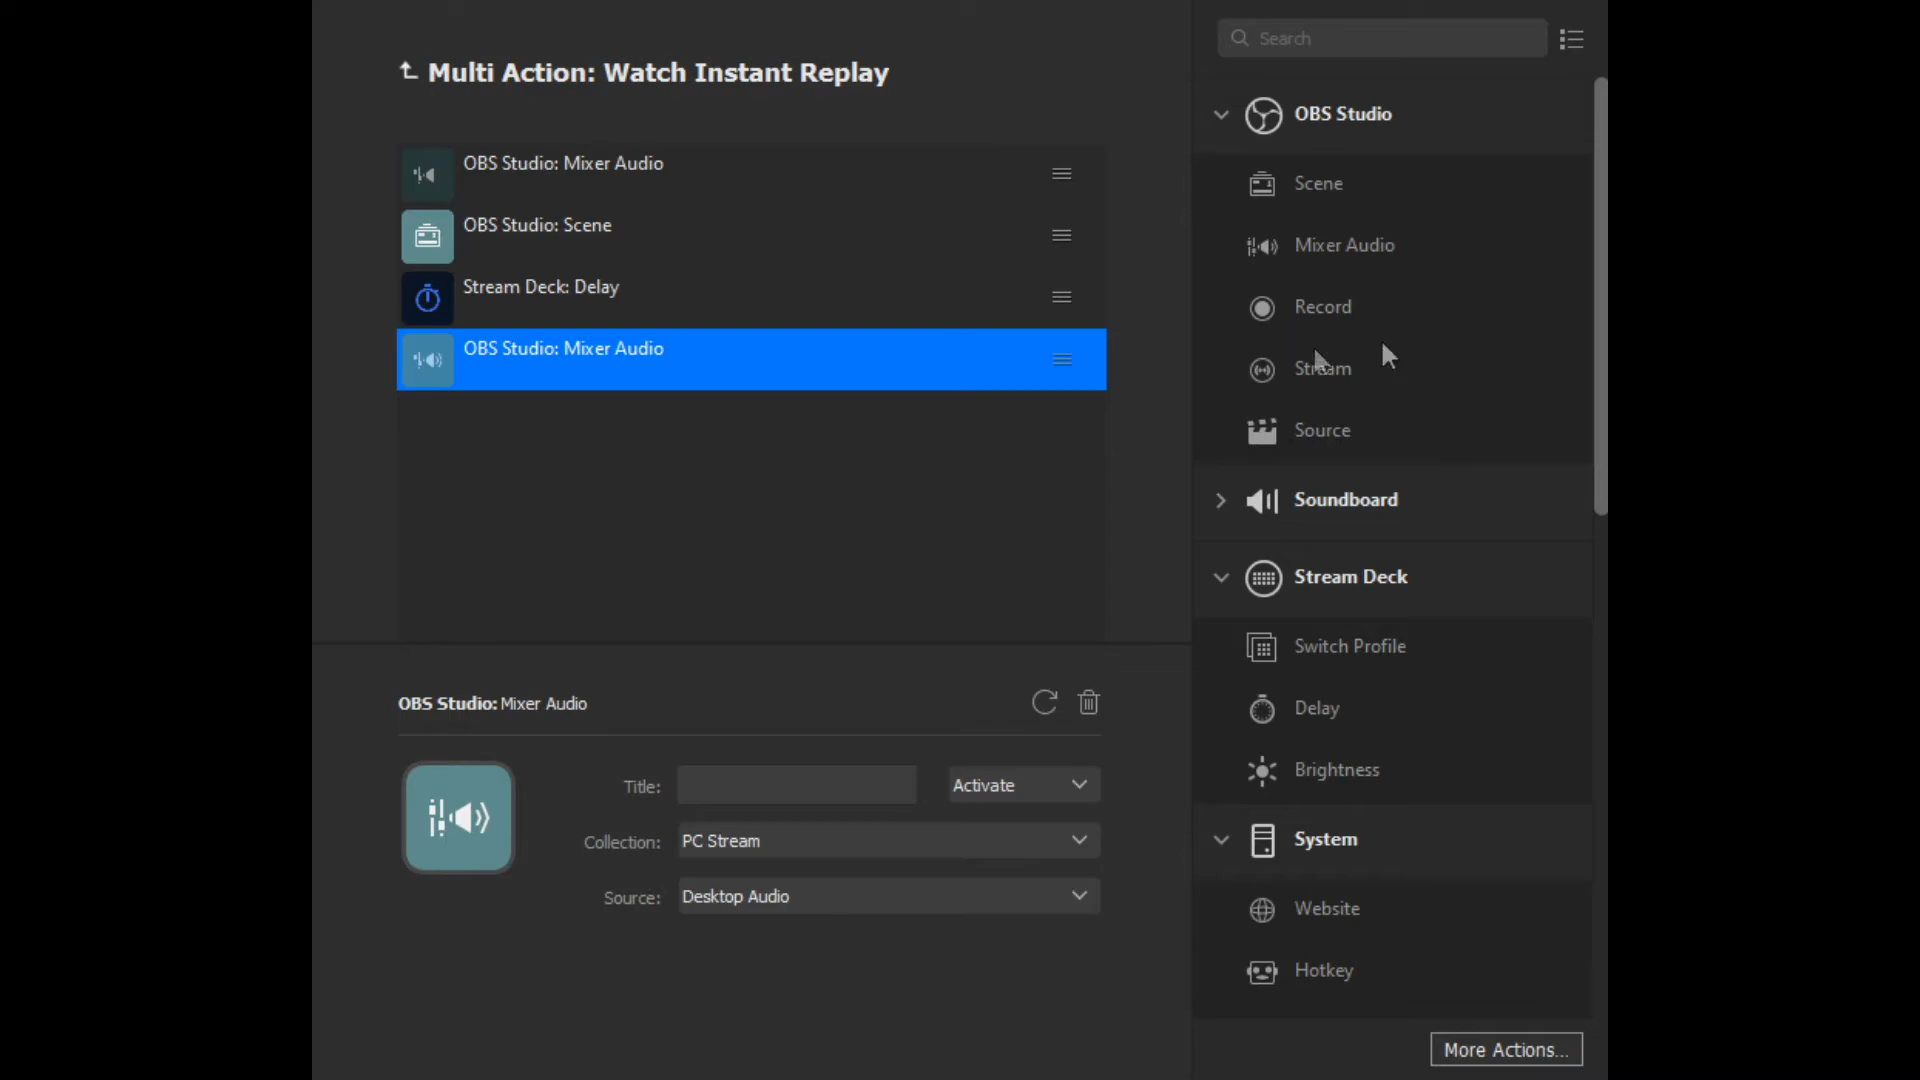 Multi Action: Watch Instant Replay
OBS Studio: Mixer Audio
OBS Studio: Scene
Stream Deck: Delay
OBS Studio: Mixer Audio
OBS Studio: Mixer Audio
Title:
Activate
Collection:
PC Stream
Source:
Desktop Audio
Search
OBS Studio
Scene
Mixer Audio
Record
Stream
Source
Soundboard
Stream Deck
Switch Profile
Delay
Brightness
System
Website
Hotkey
More Actions...